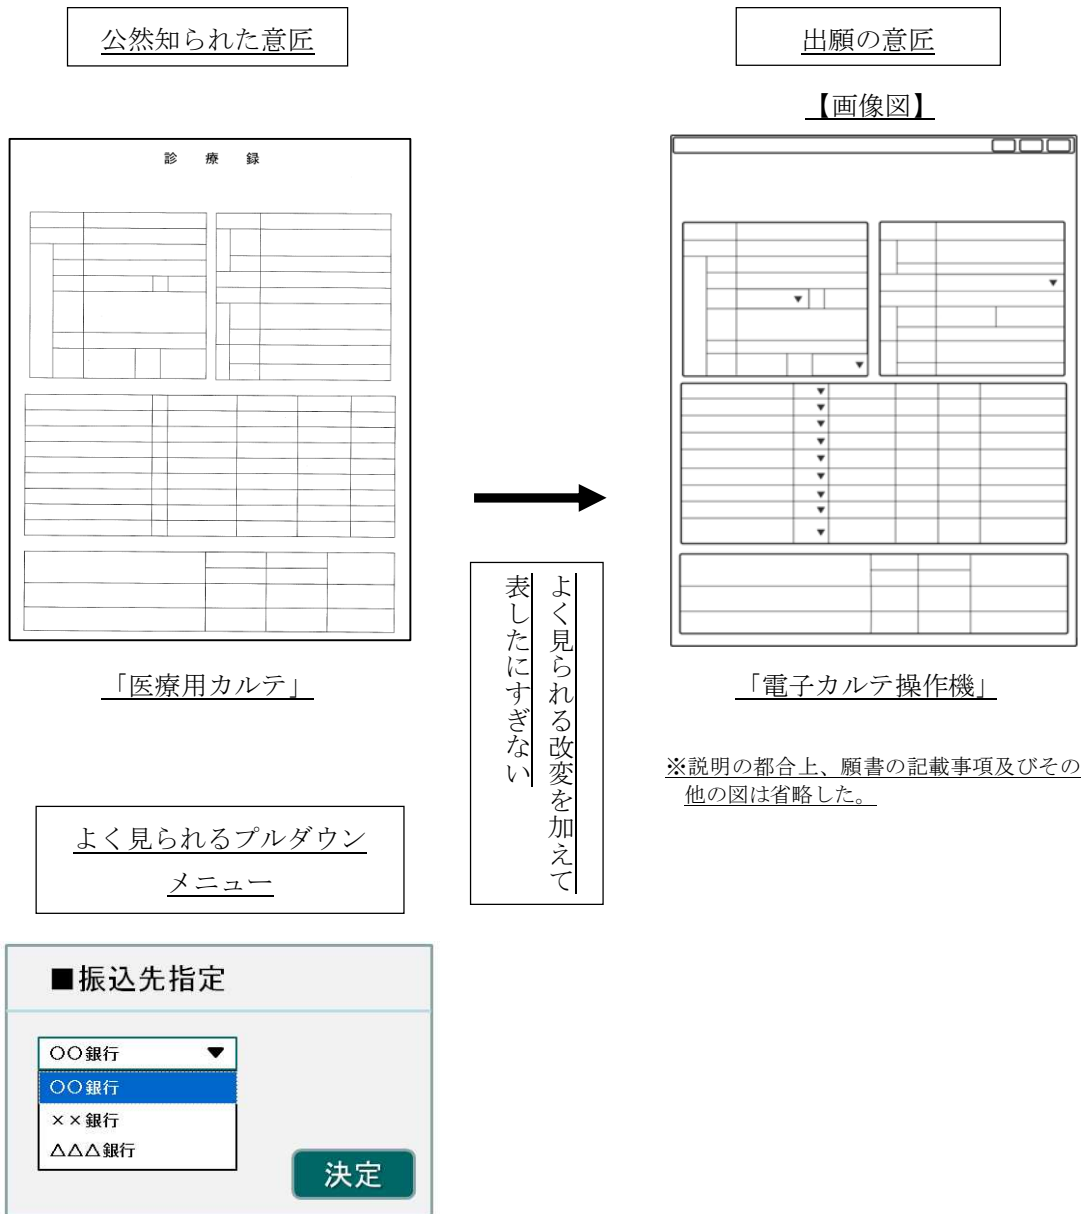 公然知られた意匠
診 療 録
「医療用カルテ」
出願の意匠
【画像図】
「電子カルテ操作機」
※説明の都合上、願書の記載事項及びその
他の図は省略した。
よく見られる改変を加えて
表したにすぎない
よく見られるプルダウン
メニュー
■振込先指定
〇〇銀行
〇〇銀行
××銀行
△△△銀行
決定